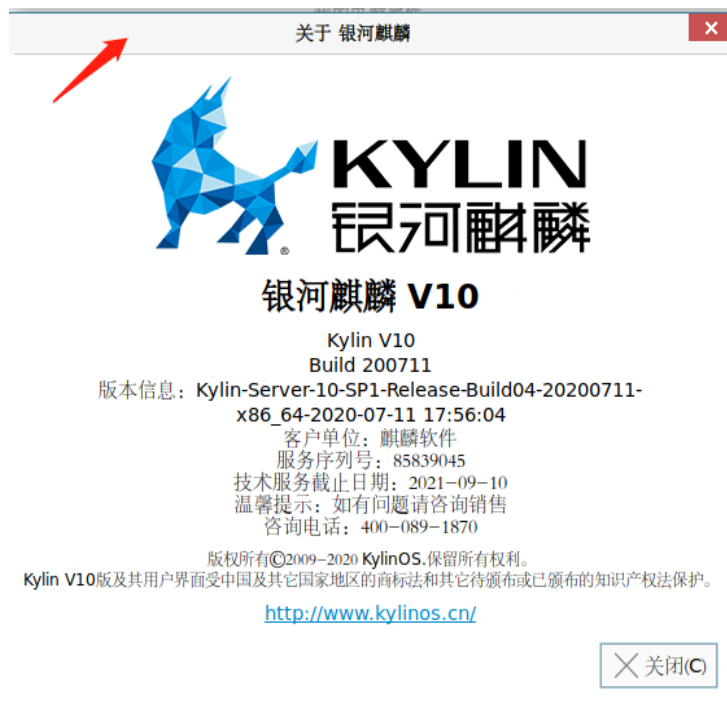 关于 银河麒麟
KYLIN
银河麒麟
银河麒麟 V10
Kylin V10
Build 200711
版本信息：Kylin-Server-10-SP1-Release-Build04-20200711-
x86_64-2020-07-11 17:56:04
客户单位：麒麟软件
服务序列号：85839045
技术服务截止日期：2021-09-10
温馨提示：如有问题请咨询销售
咨询电话：400-089-1870
版权所有©2009-2020 KylinOS.保留所有权利。
Kylin V10版及其用户界面受中国及其它国家地区的商标法和其它待颁布或已颁布的知识产权法保护。
http://www.kylinos.cn/
关闭(C)